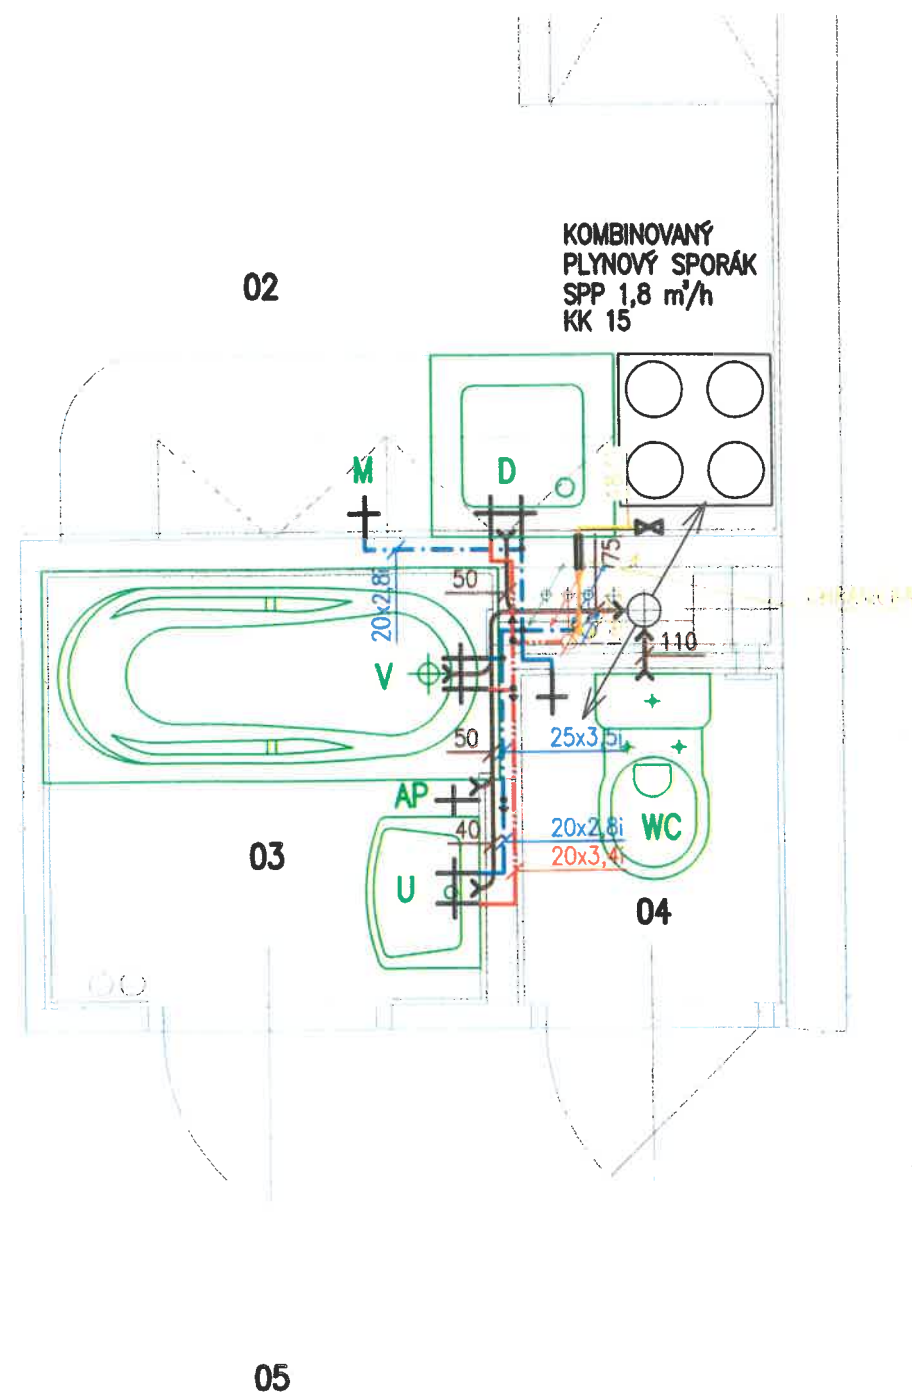 KOMBINOVANÝ
PLYNOVÝ SPORÁK
SPP 1,8 m³/h
KK 15
02
M
D
75
50
20x2,8i
110
V
50
25x3,5i
AP
40
20x2,8i
WC
20x3,4i
03
U
04
05